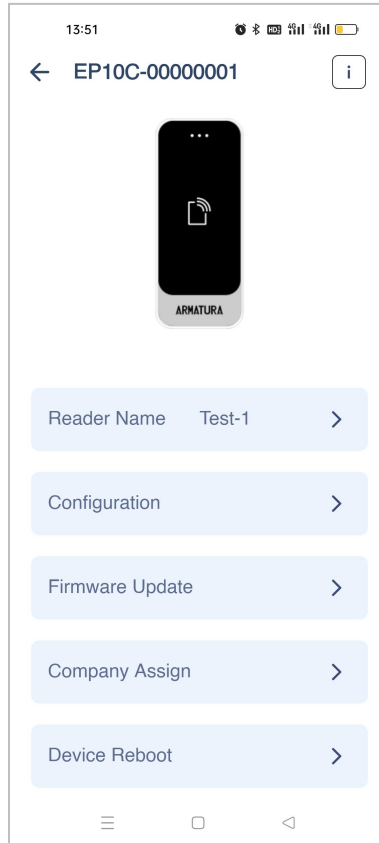 13:51
EP10C-00000001
i
ARMATURA
Reader Name Test-1
Configuration
Firmware Update
Company Assign
Device Reboot